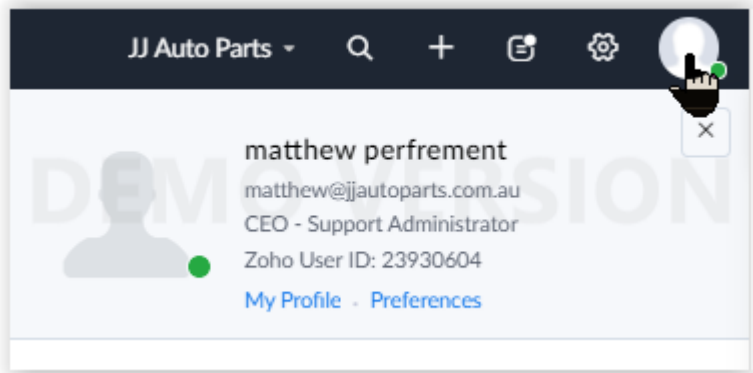 JJ Auto Parts
matthew perfrement
matthew@jjautoparts.com.au
CEO - Support Administrator
Zoho User ID: 23930604
My Profile - Preferences
DEMO VERSION